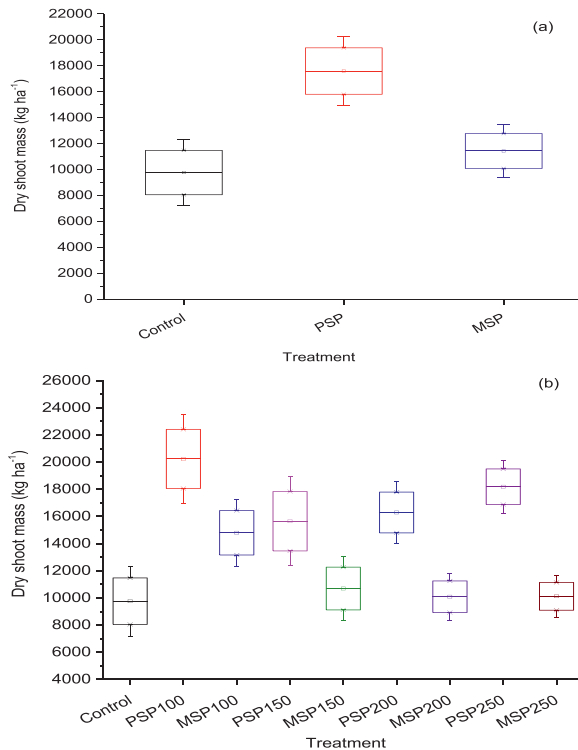 (a)
Dry shoot mass (kg ha⁻¹)
22000
20000
18000
16000
14000
12000
10000
8000
6000
4000
2000
0
Control
PSP
MSP
Treatment
(b)
Dry shoot mass (kg ha⁻¹)
26000
24000
22000
20000
18000
16000
14000
12000
10000
8000
6000
4000
Control
PSP100
MSP100
PSP150
MSP150
PSP200
MSP200
PSP250
MSP250
Treatment